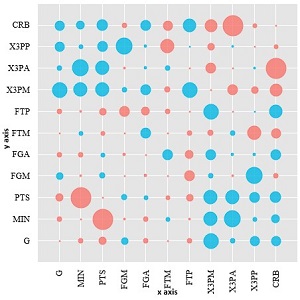 CRB
X3PP
X3PA
X3PM
FTP
FTM
FGA
FGM
PTS
MIN
G
y axis
G
MIN
PTS
FGM
FGA
FTM
FTP
X3PM
X3PA
X3PP
CRB
x axis